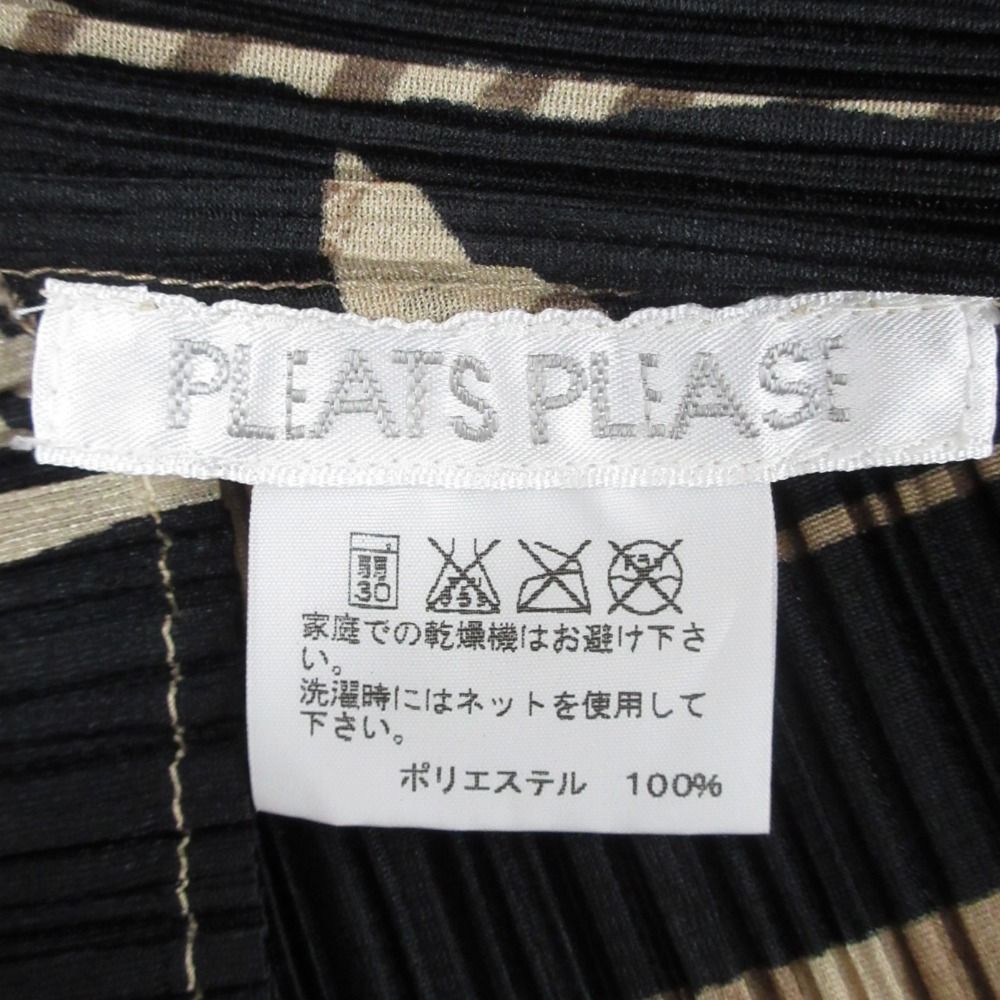 PLEATS PLEASE
弱
30
家庭での乾燥機はお避け下さ
い。
洗濯時にはネットを使用して
下さい。
ポリエステル 100%